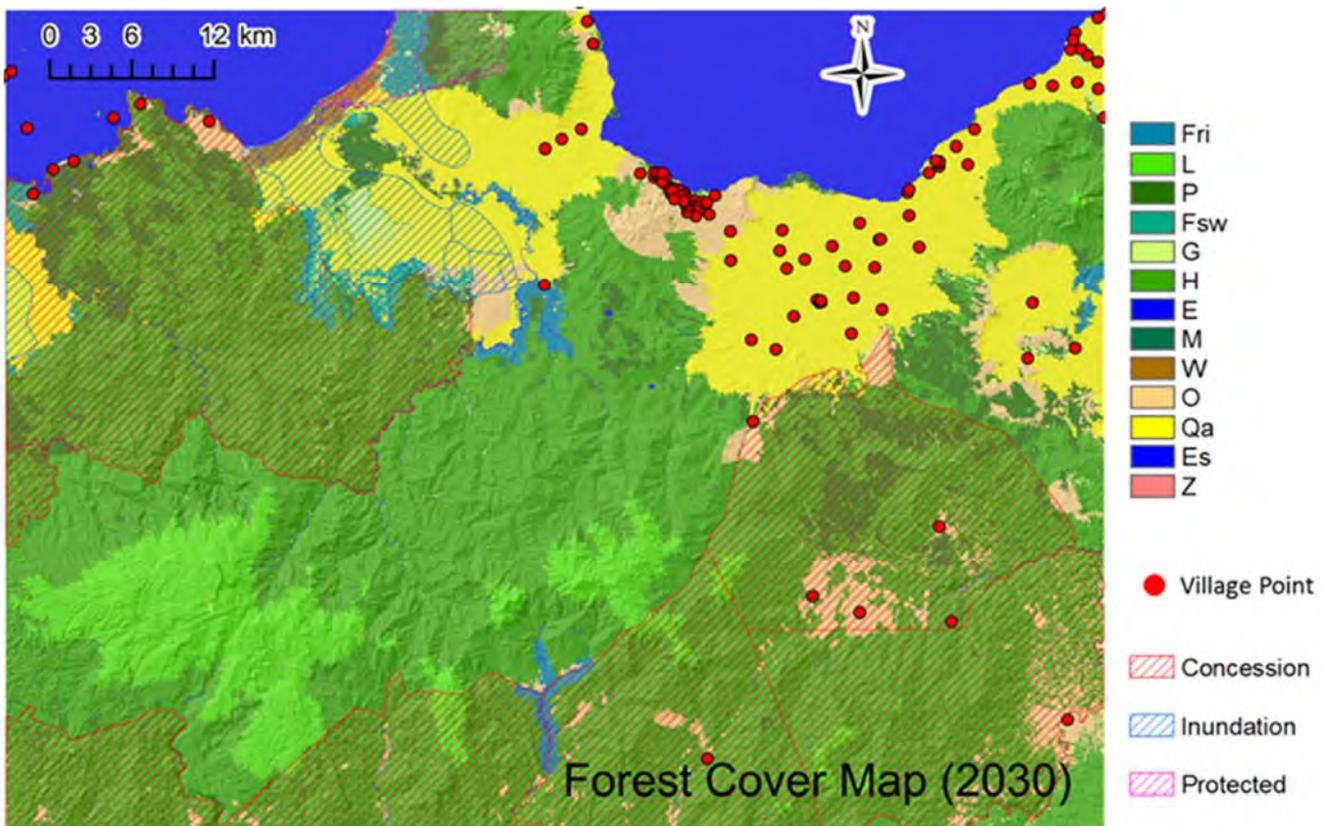 0 3 6 12 km
N
Fri
L
P
Fsw
G
H
E
M
W
O
Qa
Es
Z
Village Point
Concession
Inundation
Protected
Forest Cover Map (2030)